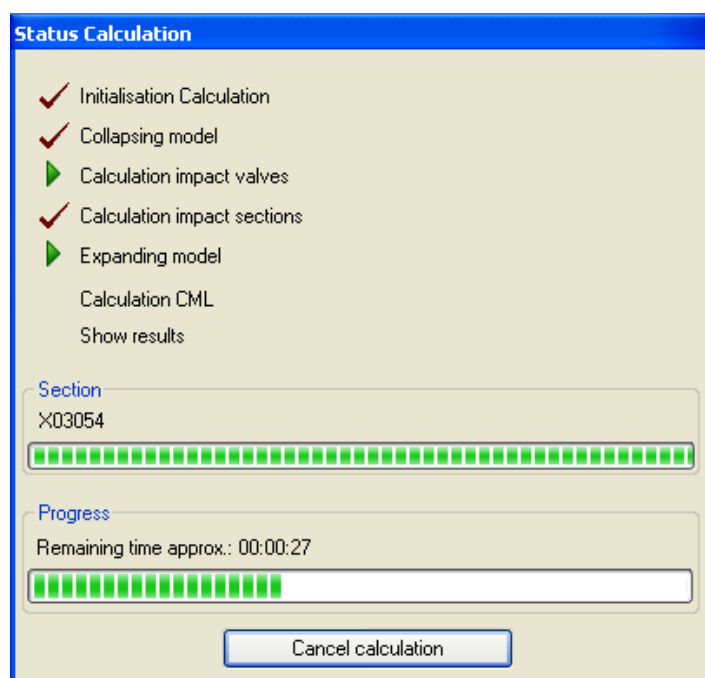 Status Calculation
Initialisation Calculation
Collapsing model
Calculation impact valves
Calculation impact sections
Expanding model
Calculation CML
Show results
Section
X03054
Progress
Remaining time approx.: 00:00:27
Cancel calculation